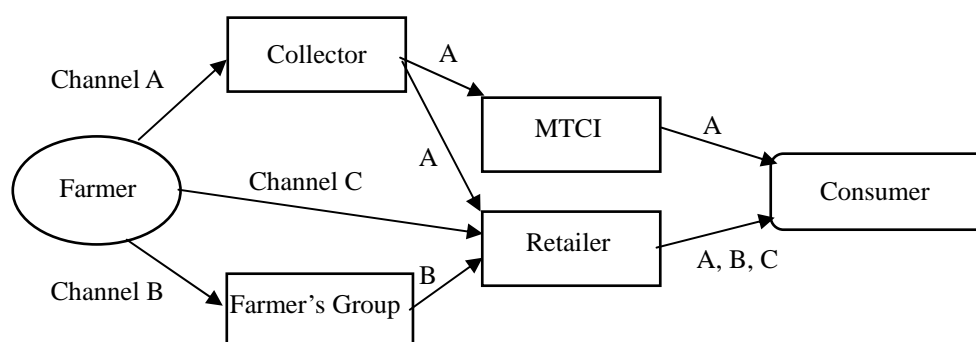 Collector
A
Channel A
MTCI
A
A
Farmer
Channel C
Consumer
Retailer
A, B, C
Channel B
B
Farmer’s Group